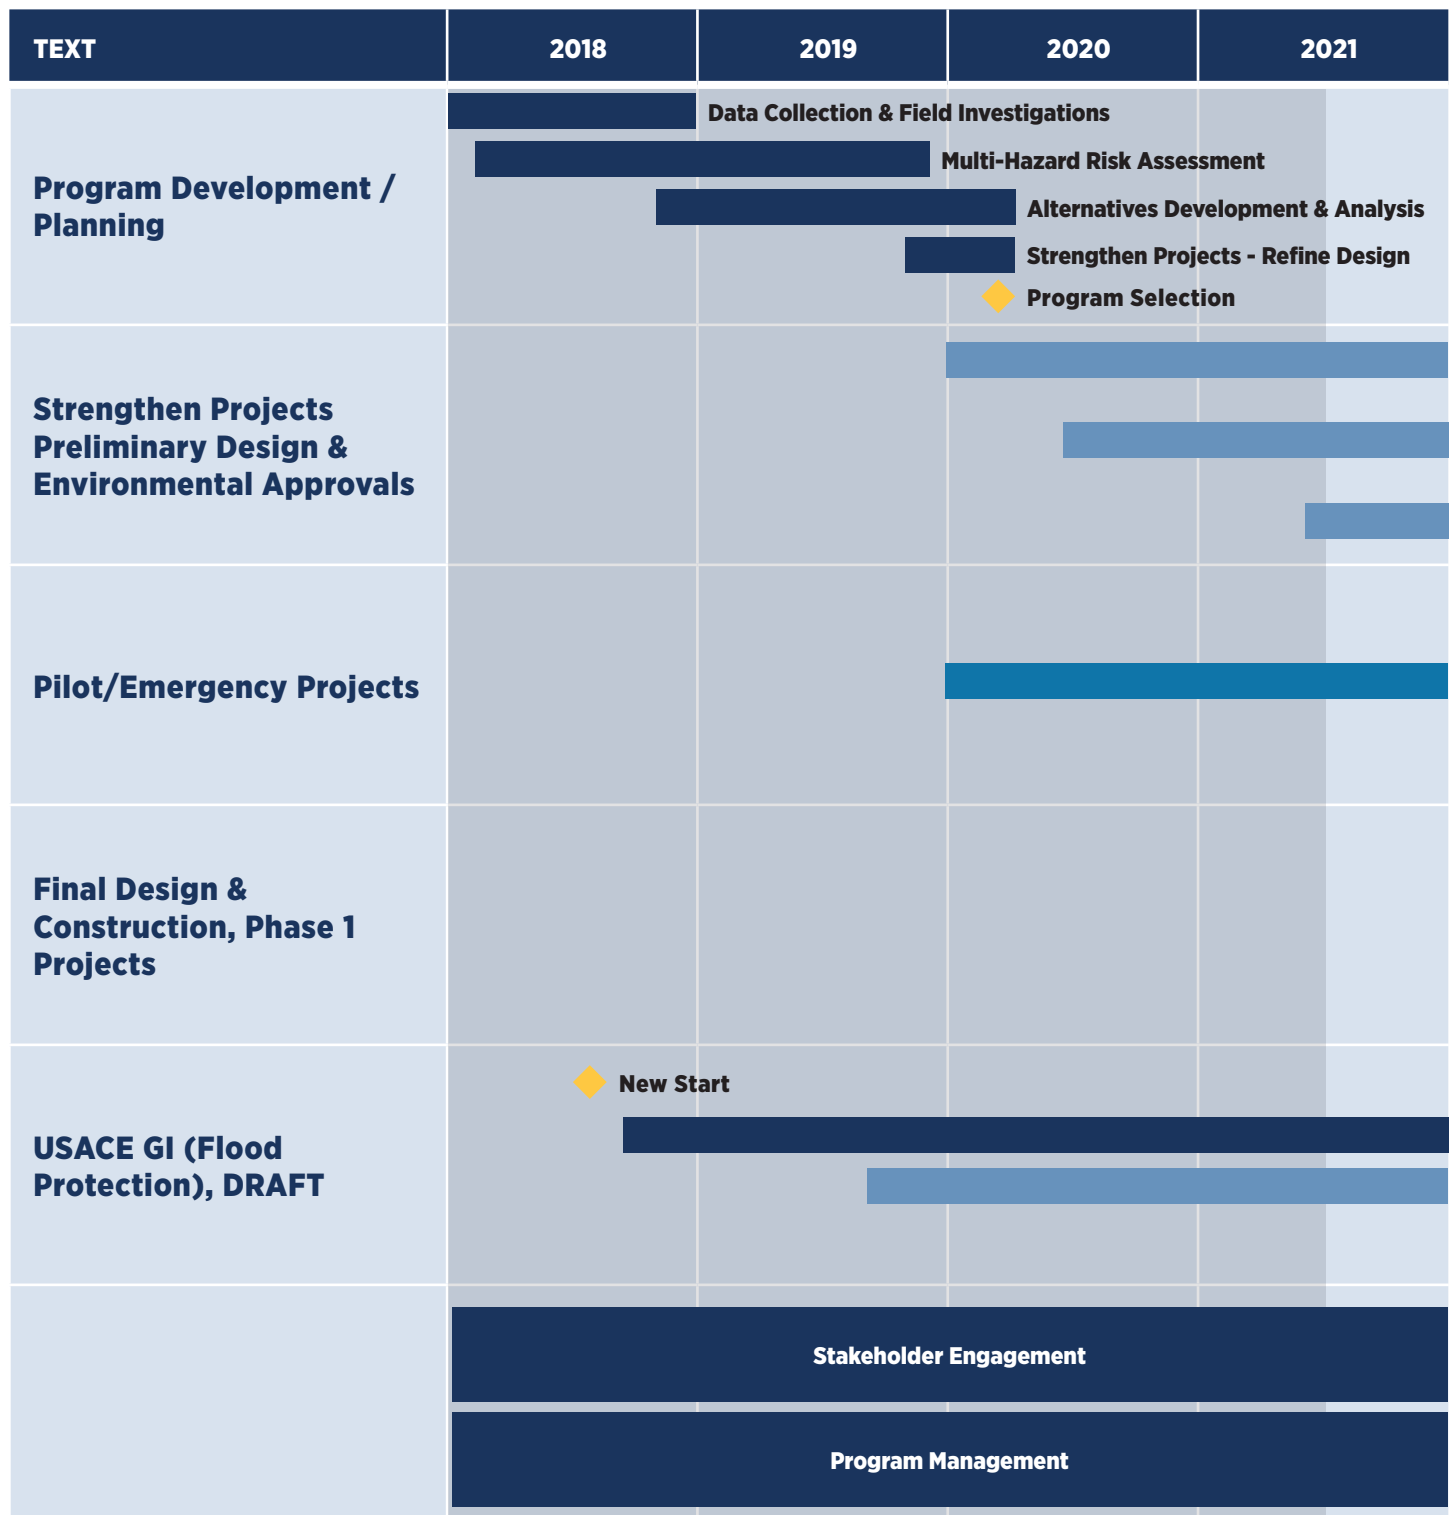 TEXT 2018 2019 2020 2021
Program Development /
Planning
Data Collection & Field Investigations
Multi-Hazard Risk Assessment
Alternatives Development & Analysis
Strengthen Projects - Refine Design
Program Selection
Strengthen Projects
Preliminary Design &
Environmental Approvals
Pilot/Emergency Projects
Final Design &
Construction, Phase 1
Projects
USACE GI (Flood
Protection), DRAFT
New Start
Stakeholder Engagement
Program Management